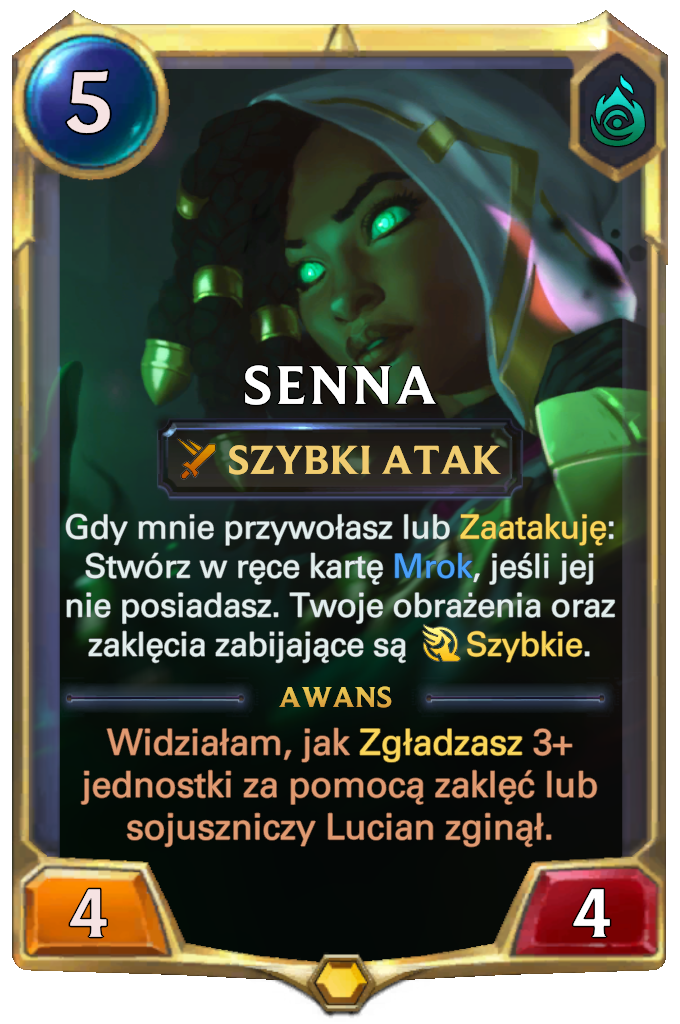 5
SENNA
SZYBKI ATAK
Gdy mnie przywołasz lub Zaatakuję:
Stwórz w ręce kartę Mrok, jeśli jej
nie posiadasz. Twoje obrażenia oraz
zaklęcia zabijające są Szybkie.
AWANS
Widziałam, jak Zgładzasz 3+
jednostki za pomocą zaklęć lub
sojuszniczy Lucian zginął.
4 4